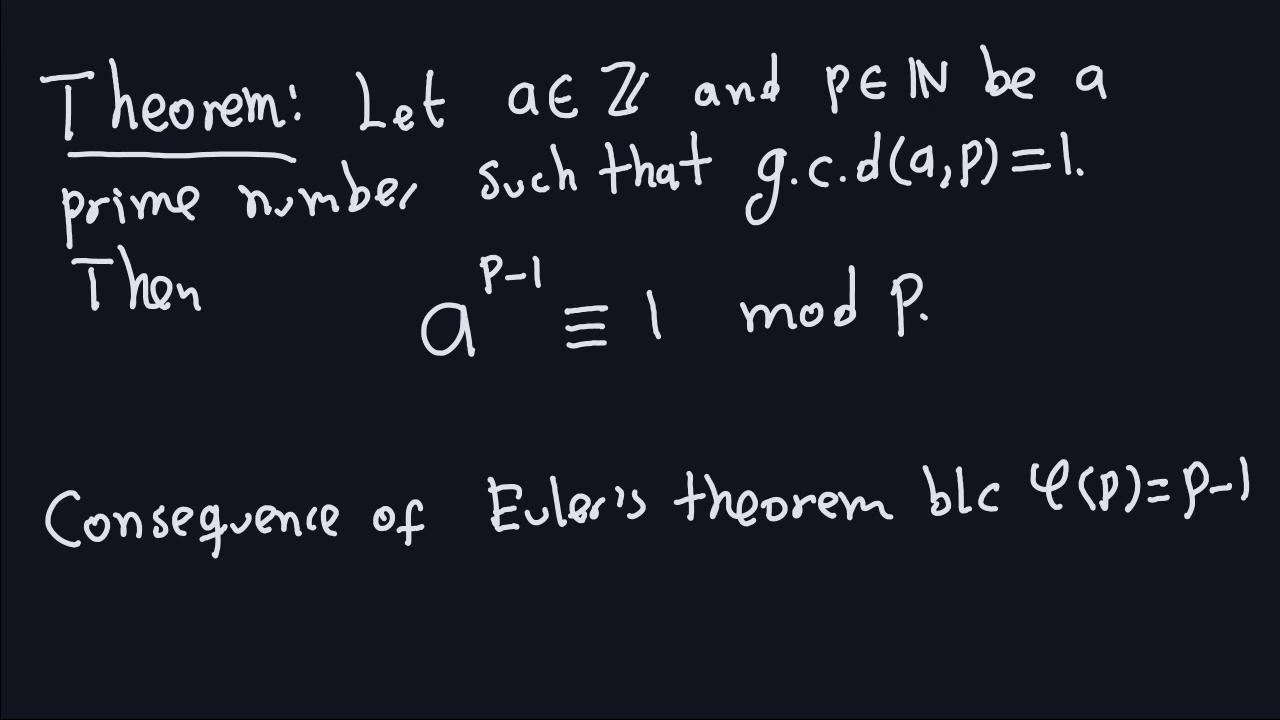 Theorem: Let a∈ℤ and p∈ℕ be a
prime number such that g.c.d(a,p)=1.
Then
a^{p-1} ≡ 1 mod p.
Consequence of Euler's theorem b/c φ(p)=p-1